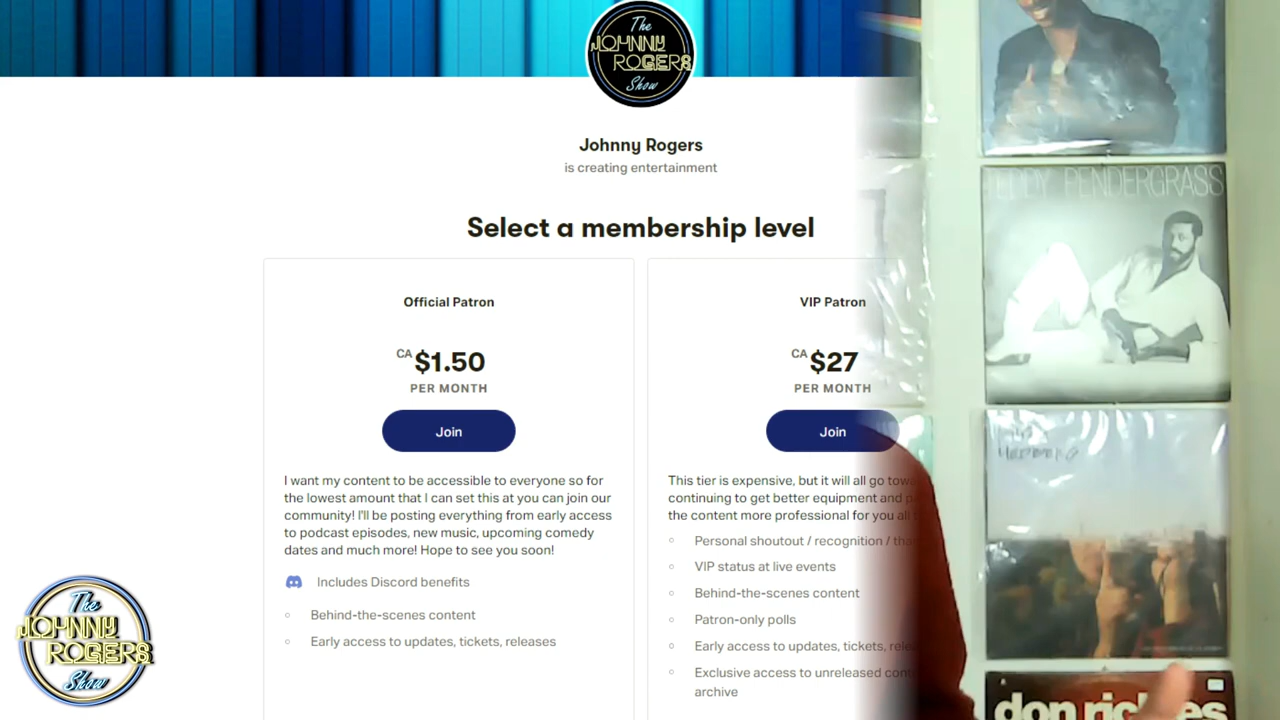 The
JOHNNY
ROGERS
Show
Johnny Rogers
is creating entertainment
Select a membership level
Official Patron
CA $1.50
PER MONTH
Join
I want my content to be accessible to everyone so for
the lowest amount that I can set this at you can join our
community! I'll be posting everything from early access
to podcast episodes, new music, upcoming comedy
dates and much more! Hope to see you soon!
Includes Discord benefits
Behind-the-scenes content
Early access to updates, tickets, releases
VIP Patron
CA $27
PER MONTH
Join
This tier is expensive, but it will all go
continuing to get better equipment and
the content more professional for you all
Personal shoutout / recognition /
VIP status at live events
Behind-the-scenes content
Patron-only polls
Early access to updates, tickets,
Exclusive access to unreleased
archive
PENDERGRASS
The
JOHNNY
ROGERS
Show
don